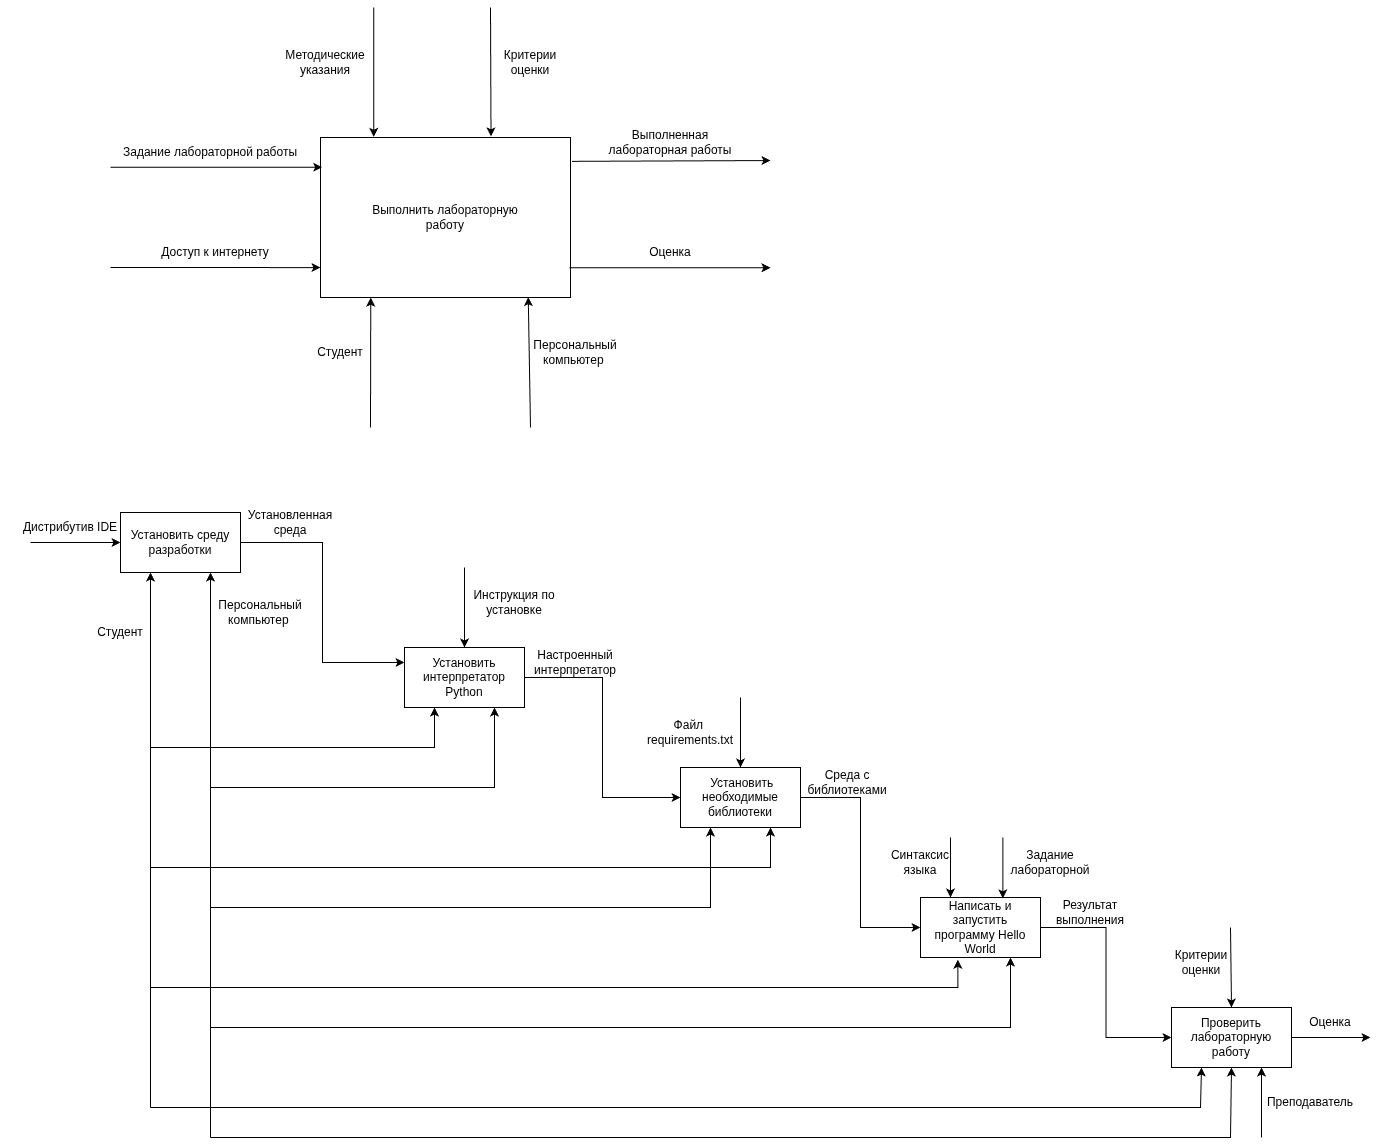 Методические
указания
Критерии
оценки
Задание лабораторной работы
Выполненная
лабораторная работы
Выполнить лабораторную
работу
Доступ к интернету
Оценка
Студент
Персональный
компьютер
Дистрибутив IDE
Установить среду
разработки
Установленная
среда
Персональный
компьютер
Студент
Инструкция по
установке
Установить
интерпретатор
Python
Настроенный
интерпретатор
Файл
requirements.txt
Установить
необходимые
библиотеки
Среда с
библиотеками
Синтаксис
языка
Задание
лабораторной
Написать и
запустить
программу Hello
World
Результат
выполнения
Критерии
оценки
Проверить
лабораторную
работу
Оценка
Преподаватель